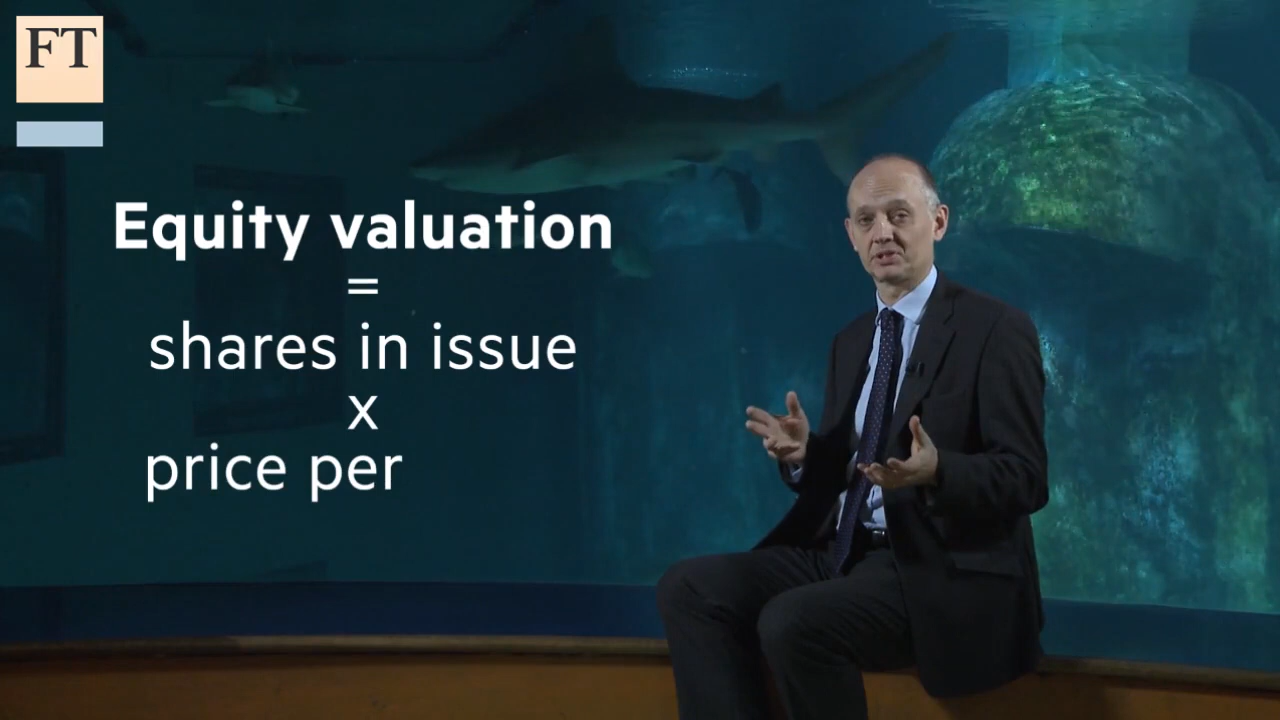 FT
Equity valuation
=
shares in issue
x
price per